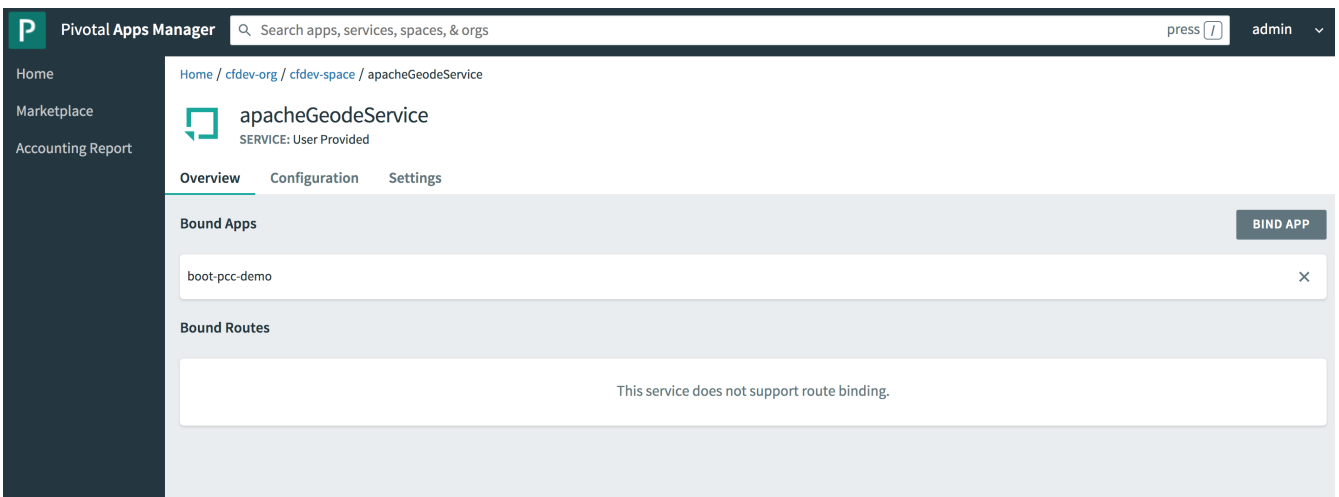 P Pivotal Apps Manager Search apps, services, spaces, & orgs press / admin
Home
Marketplace
Accounting Report
Home / cfdev-org / cfdev-space / apacheGeodeService
apacheGeodeService
SERVICE: User Provided
Overview Configuration Settings
Bound Apps BIND APP
boot-pcc-demo ×
Bound Routes
This service does not support route binding.